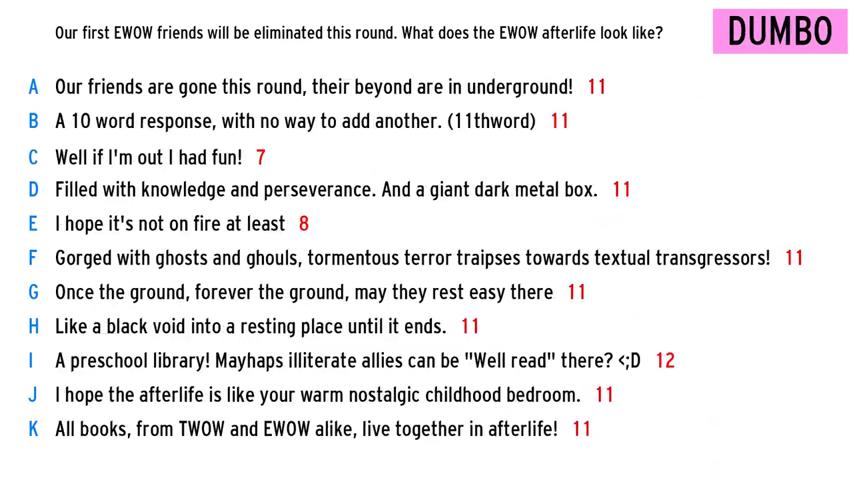 Our first EWOW friends will be eliminated this round. What does the EWOW afterlife look like?
DUMBO
A Our friends are gone this round, their beyond are in underground! 11
B A 10 word response, with no way to add another. (11thword) 11
C Well if I'm out I had fun! 7
D Filled with knowledge and perseverance. And a giant dark metal box. 11
E I hope it's not on fire at least 8
F Gorged with ghosts and ghouls, tormentous terror traipses towards textual transgressors! 11
G Once the ground, forever the ground, may they rest easy there 11
H Like a black void into a resting place until it ends. 11
I A preschool library! Mayhaps illiterate allies can be "Well read" there? <;D 12
J I hope the afterlife is like your warm nostalgic childhood bedroom. 11
K All books, from TWOW and EWOW alike, live together in afterlife! 11